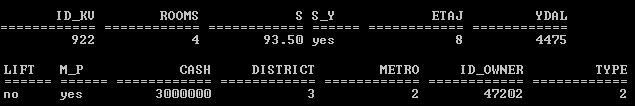 ID_KV ROOMS S S_Y ETAJ YDAL
============ ============ ============ ====== ============ ============
922 4 93.50 yes 8 4475
LIFT M_P CASH DISTRICT METRO ID_OWNER TYPE
====== ====== ============ ============ ============ ============ ============
no yes 3000000 3 2 47202 2